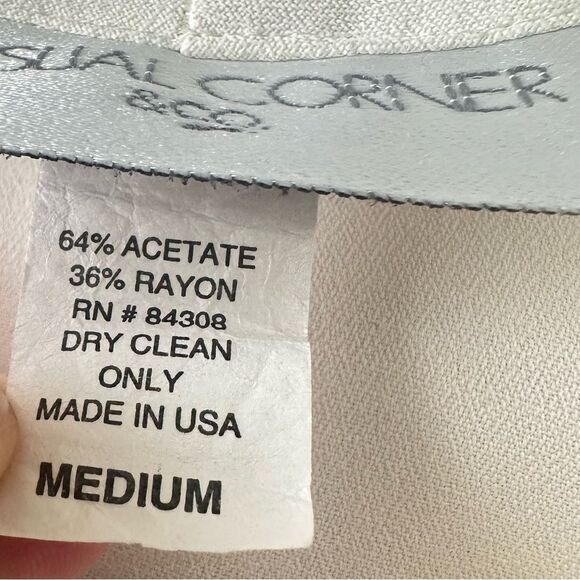 SUAL CORNER
& CO.
64% ACETATE
36% RAYON
RN # 84308
DRY CLEAN
ONLY
MADE IN USA
MEDIUM